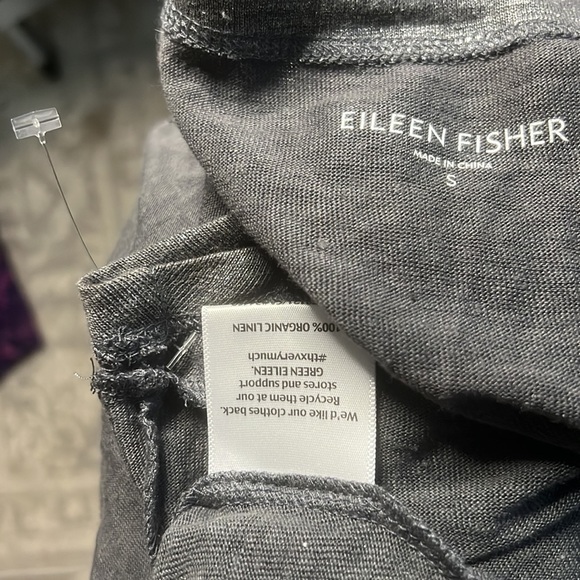 EILEEN FISHER
MADE IN CHINA
S
We'd like our clothes back.
Recycle them at our
stores and support
GREEN EILEEN.
#thxverymuch
100% ORGANIC LINEN